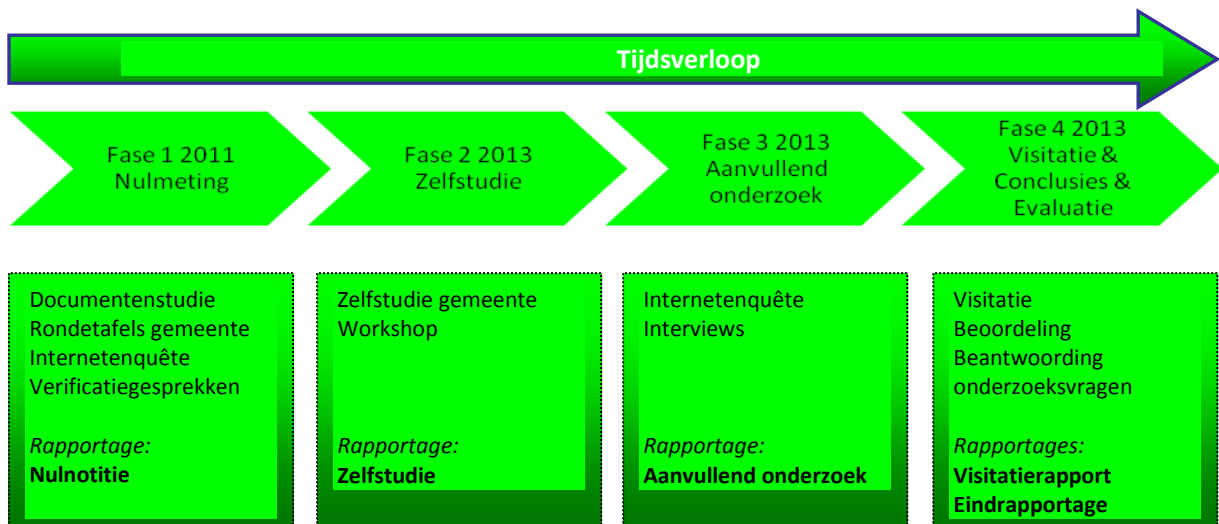 Tijdsverloop
Fase 1 2011
Nulmeting
Fase 2 2013
Zelfstudie
Fase 3 2013
Aanvullend
onderzoek
Fase 4 2013
Visitatie &
Conclusies &
Evaluatie
Documentenstudie
Rondetafels gemeente
Internetenquête
Verificatiegesprekken
Rapportage:
Nulnotitie
Zelfstudie gemeente
Workshop
Rapportage:
Zelfstudie
Internetenquête
Interviews
Rapportage:
Aanvullend onderzoek
Visitatie
Beoordeling
Beantwoording
onderzoeksvragen
Rapportages:
Visitatierapport
Eindrapportage